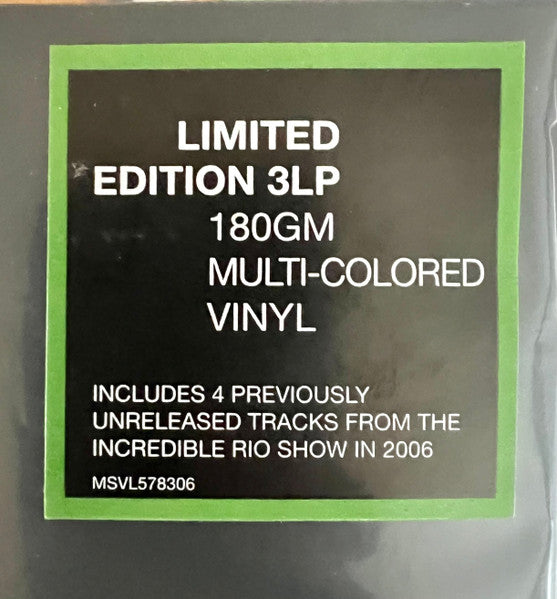 LIMITED
EDITION 3LP
180GM
MULTI-COLORED
VINYL
INCLUDES 4 PREVIOUSLY
UNRELEASED TRACKS FROM THE
INCREDIBLE RIO SHOW IN 2006
MSVL578306